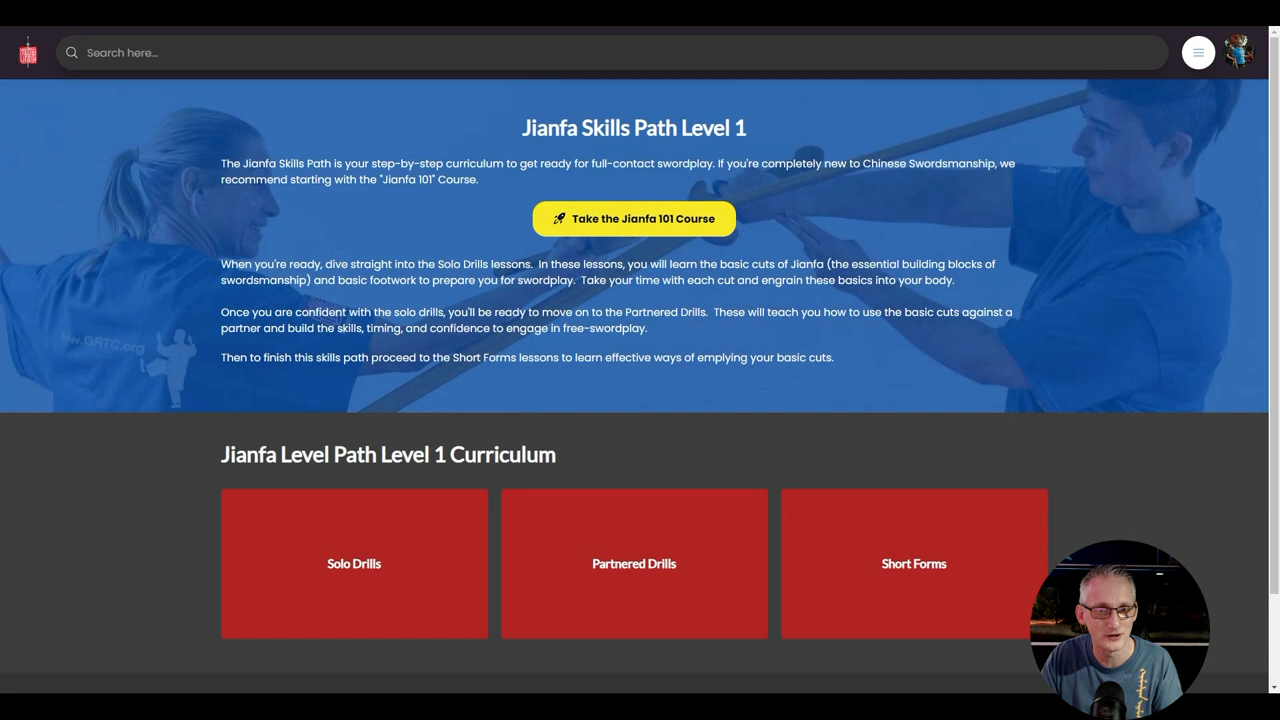 Search here...
Jianfa Skills Path Level 1
The Jianfa Skills Path is your step-by-step curriculum to get ready for full-contact swordplay. If you're completely new to Chinese Swordsmanship, we
recommend starting with the "Jianfa 101" Course.
Take the Jianfa 101 Course
When you're ready, dive straight into the Solo Drills lessons. In these lessons, you will learn the basic cuts of Jianfa (the essential building blocks of
swordsmanship) and basic footwork to prepare you for swordplay. Take your time with each cut and engrain these basics into your body.
Once you are confident with the solo drills, you'll be ready to move on to the Partnered Drills. These will teach you how to use the basic cuts against a
partner and build the skills, timing, and confidence to engage in free-swordplay.
www.GRTC.org
Then to finish this skills path proceed to the Short Forms lessons to learn effective ways of emplying your basic cuts.
Jianfa Level Path Level 1 Curriculum
Solo Drills
Partnered Drills
Short Forms